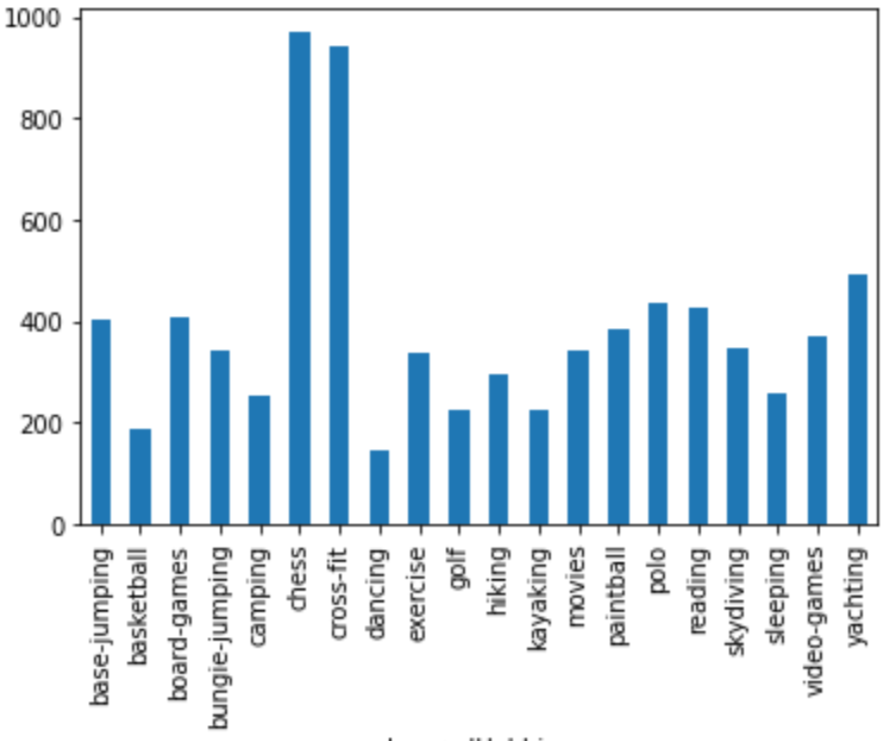 1000
800
600
400
200
0
base-jumping
basketball
board-games
bungie-jumping
camping
chess
cross-fit
dancing
exercise
golf
hiking
kayaking
movies
paintball
polo
reading
skydiving
sleeping
video-games
yachting